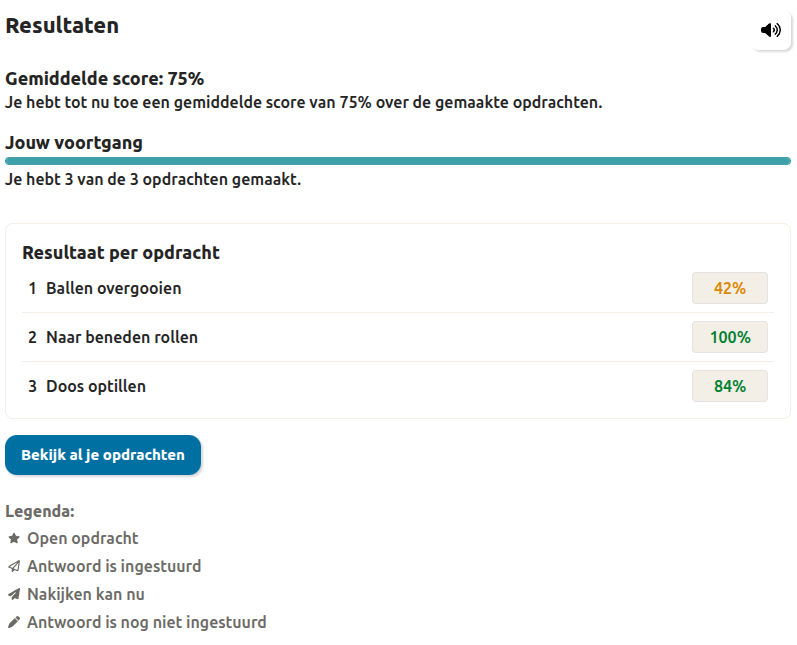 Resultaten
Gemiddelde score: 75%
Je hebt tot nu toe een gemiddelde score van 75% over de gemaakte opdrachten.
Jouw voortgang
Je hebt 3 van de 3 opdrachten gemaakt.
Resultaat per opdracht
1 Ballen overgooien 42%
2 Naar beneden rollen 100%
3 Doos optillen 84%
Bekijk al je opdrachten
Legenda:
Open opdracht
Antwoord is ingestuurd
Nakijken kan nu
Antwoord is nog niet ingestuurd